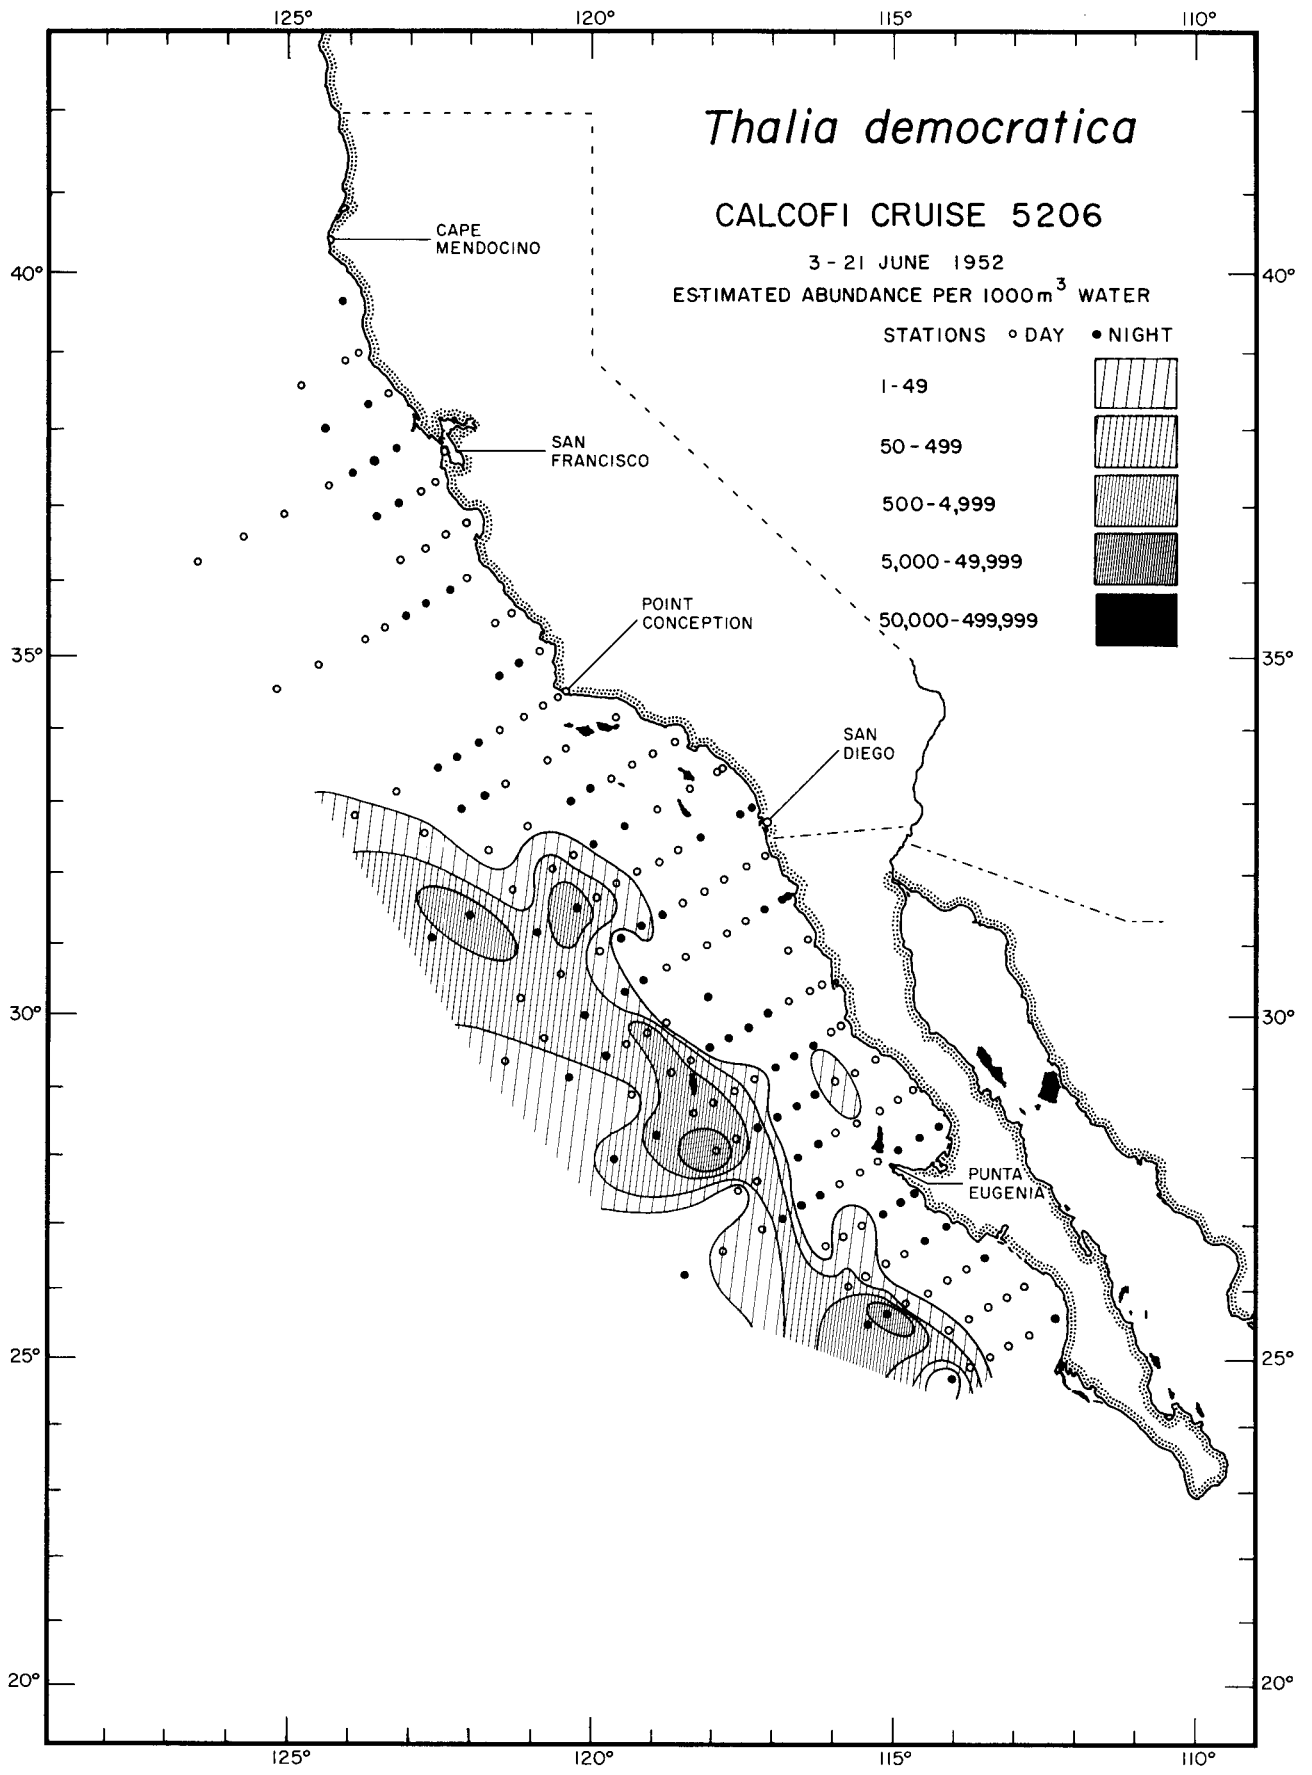 125° 120° 115° 110°
Thalia democratica
CALCOFI CRUISE 5206
3-21 JUNE 1952
ESTIMATED ABUNDANCE PER 1000m³ WATER
STATIONS ○ DAY ● NIGHT
1-49
50-499
500-4,999
5,000-49,999
50,000-499,999
CAPE
MENDOCINO
40° 40°
SAN
FRANCISCO
POINT
CONCEPTION
35° 35°
SAN
DIEGO
30° 30°
PUNTA
EUGENIA
25° 25°
20° 20°
125° 120° 115° 110°